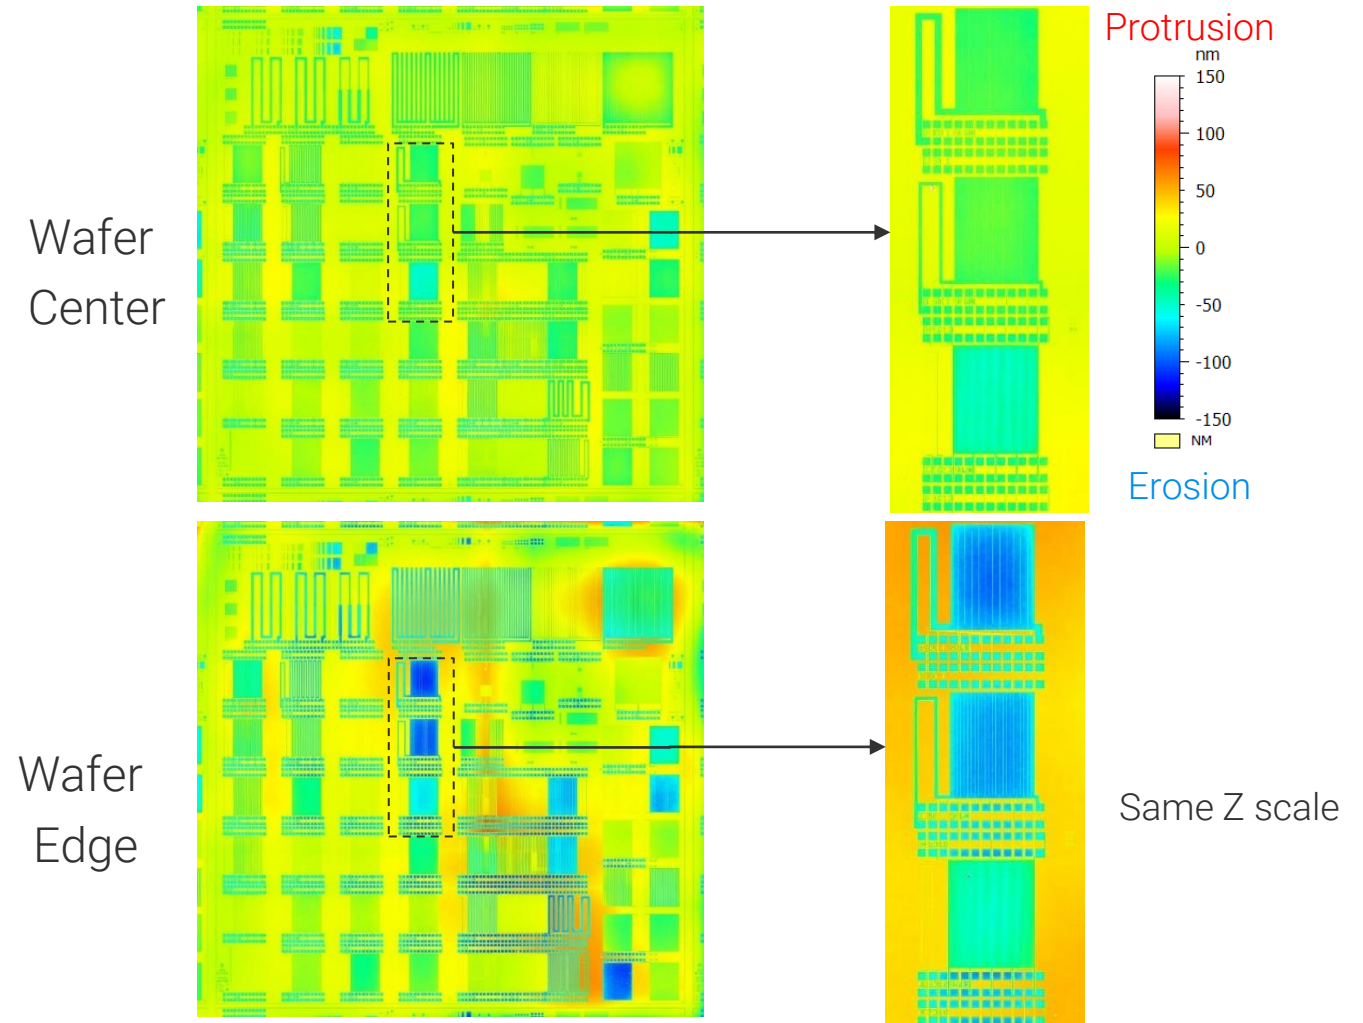 Protrusion
nm
150
100
50
0
-50
-100
-150
NM
Erosion
Wafer
Center
Wafer
Edge
Same Z scale